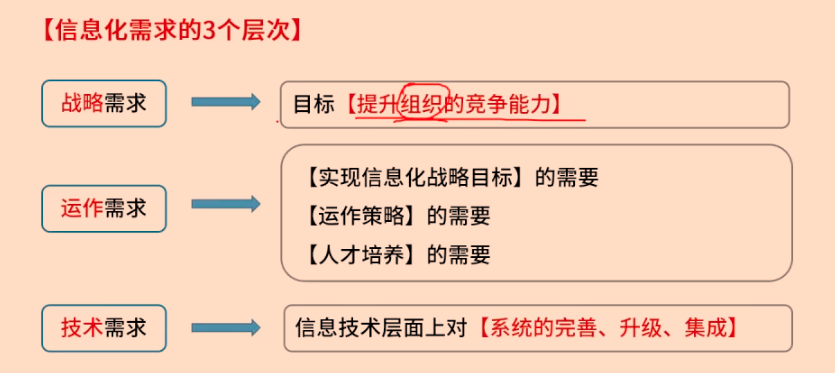 【信息化需求的3个层次】
战略需求
目标【提升组织的竞争能力】
运作需求
【实现信息化战略目标】的需要
【运作策略】的需要
【人才培养】的需要
技术需求
信息技术层面上对【系统的完善、升级、集成】